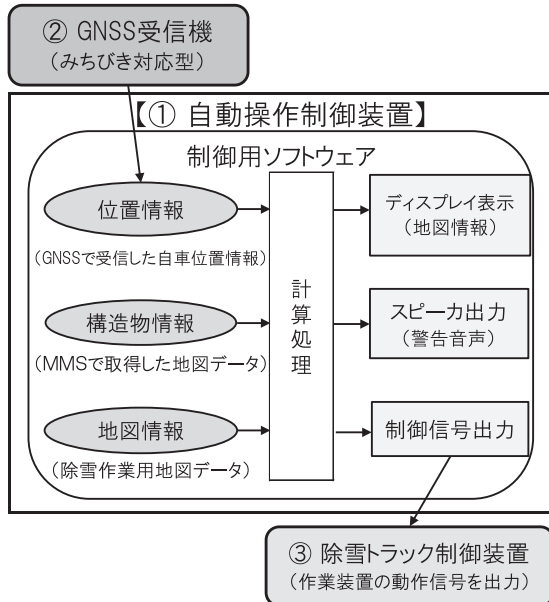 ② GNSS受信機
(みちびき対応型)
【① 自動操作制御装置】
制御用ソフトウェア
位置情報
(GNSSで受信した自車位置情報)
構造物情報
(MMSで取得した地図データ)
地図情報
(除雪作業用地図データ)
計
算
処
理
ディスプレイ表示
(地図情報)
スピーカ出力
(警告音声)
制御信号出力
③ 除雪トラック制御装置
(作業装置の動作信号を出力)